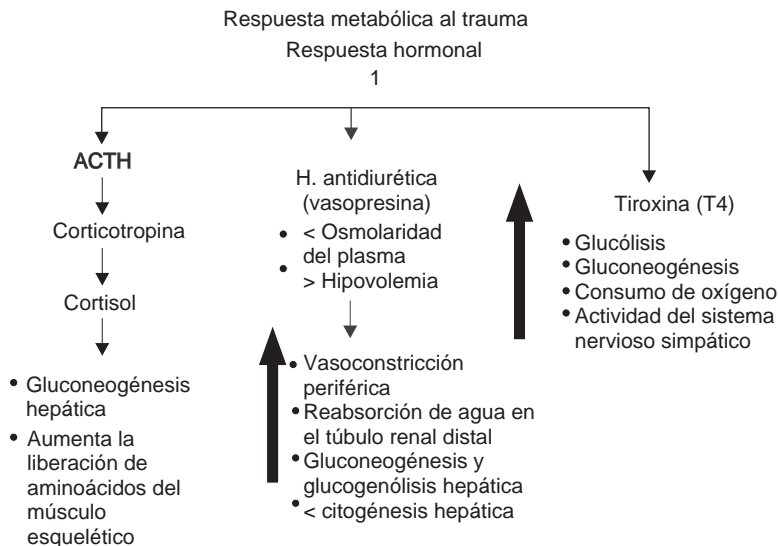 Respuesta metabólica al trauma
Respuesta hormonal
1
ACTH
Corticotropina
Cortisol
• Gluconeogénesis
hepática
• Aumenta la
liberación de
aminoácidos del
músculo
esquelético
H. antidiurética
(vasopresina)
• < Osmolaridad
del plasma
• > Hipovolemia
• Vasoconstricción
periférica
• Reabsorción de agua en
el túbulo renal distal
• Gluconeogénesis y
glucogenólisis hepática
• < citogénesis hepática
Tiroxina (T4)
• Glucólisis
• Gluconeogénesis
• Consumo de oxígeno
• Actividad del sistema
nervioso simpático